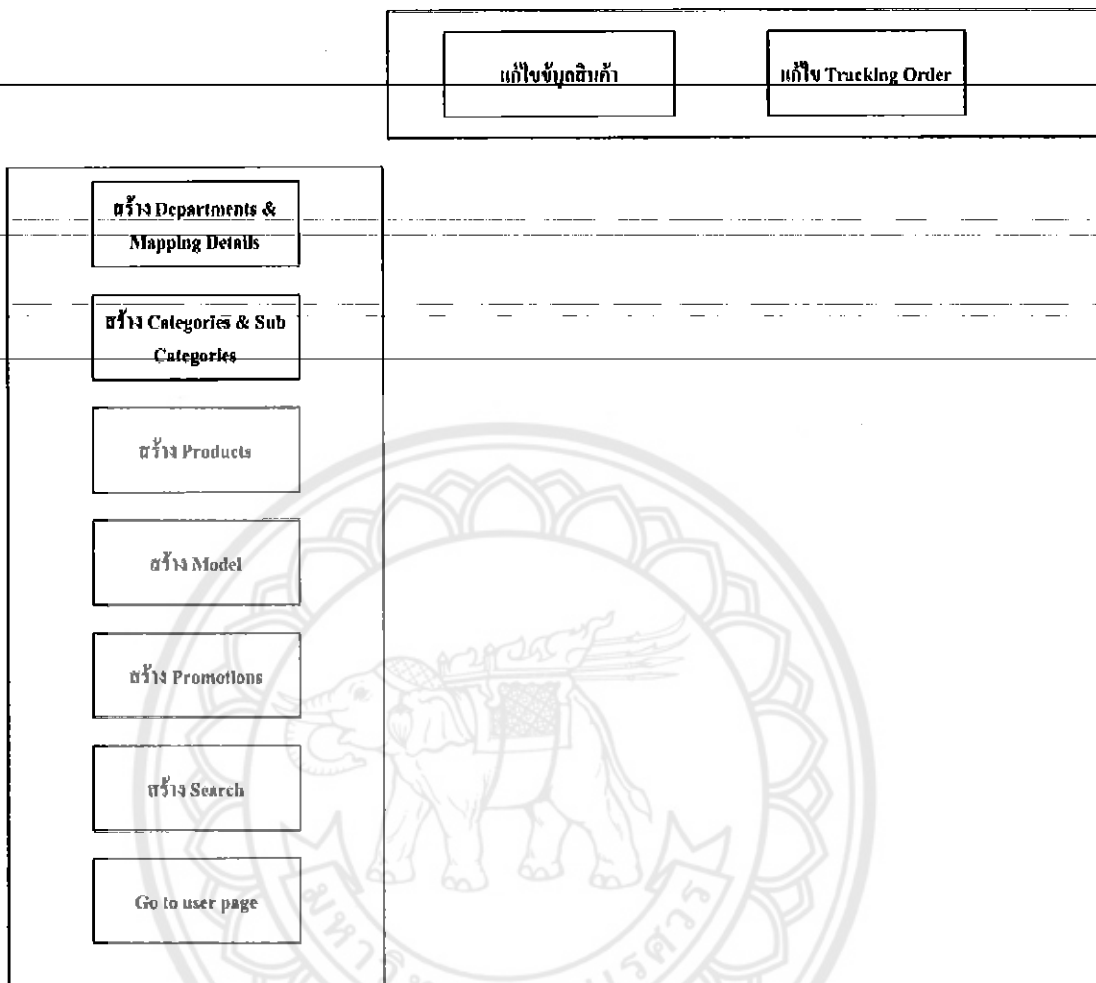 แก้ไขข้มูลสินค้า
แก้ไข Tracking Order
สร้าง Departments &
Mapping Details
สร้าง Categories & Sub
Categories
สร้าง Products
สร้าง Model
สร้าง Promotions
สร้าง Search
Go to user page